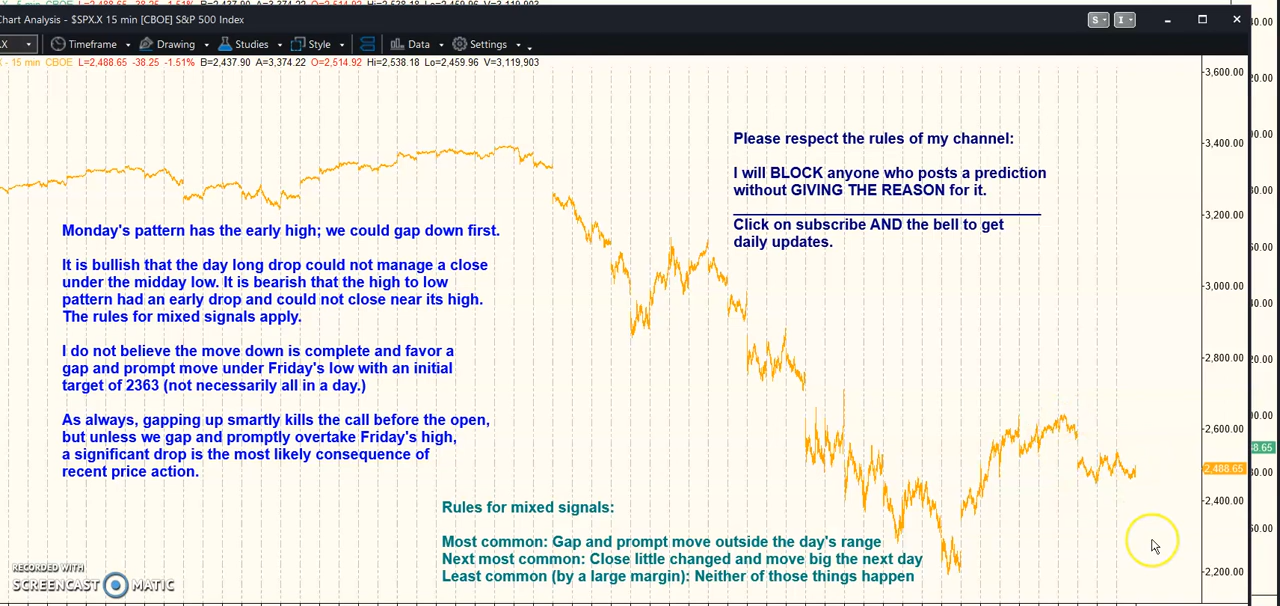 Chart Analysis - $SPX.X 15 min [CBOE] S&P 500 Index
S I
X Timeframe Drawing Studies Style Data Settings
X - 15 min CBOE L=2,488.65 -38.25 -1.51% B=2,437.90 A=3,374.22 O=2,514.92 Hi=2,538.18 Lo=2,459.96 V=3,119,903
3,600.00
3,400.00
3,200.00
3,000.00
2,800.00
2,600.00
2,488.65
2,400.00
2,200.00
Please respect the rules of my channel:
I will BLOCK anyone who posts a prediction
without GIVING THE REASON for it.
Click on subscribe AND the bell to get
daily updates.
Monday's pattern has the early high; we could gap down first.
It is bullish that the day long drop could not manage a close
under the midday low. It is bearish that the high to low
pattern had an early drop and could not close near its high.
The rules for mixed signals apply.
I do not believe the move down is complete and favor a
gap and prompt move under Friday's low with an initial
target of 2363 (not necessarily all in a day.)
As always, gapping up smartly kills the call before the open,
but unless we gap and promptly overtake Friday's high,
a significant drop is the most likely consequence of
recent price action.
Rules for mixed signals:
Most common: Gap and prompt move outside the day's range
Next most common: Close little changed and move big the next day
Least common (by a large margin): Neither of those things happen
RECORDED WITH
SCREENCAST MATIC